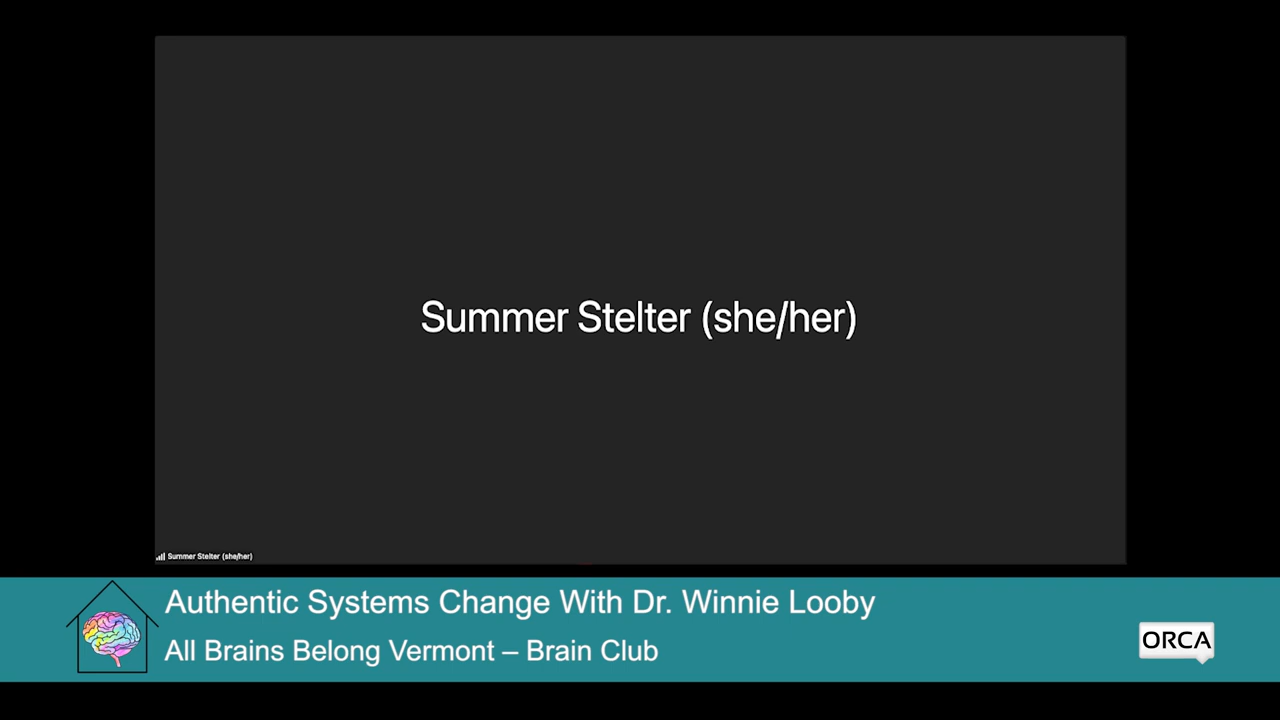 Summer Stelter (she/her)
Summer Stelter (she/her)
Authentic Systems Change With Dr. Winnie Looby
All Brains Belong Vermont – Brain Club
ORCA